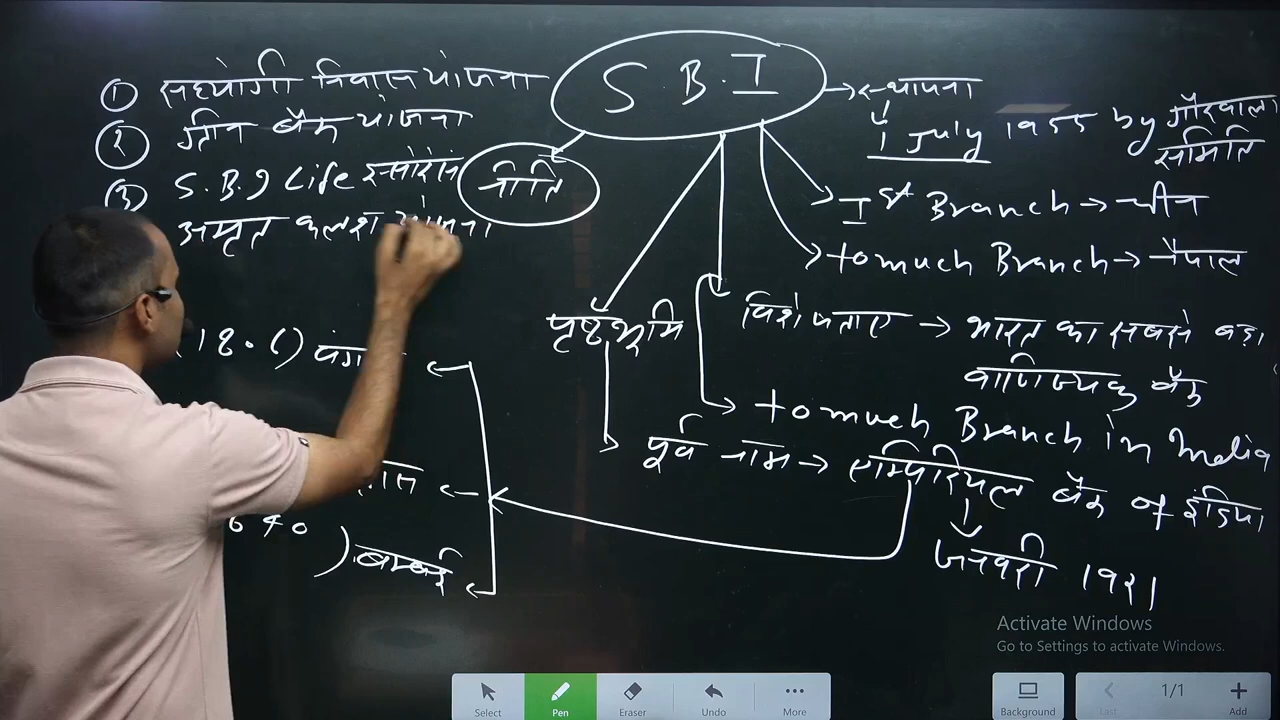 S. B. I
→ स्थापना
1 July 1955 by गौरवाला समिति
Ist Branch → चीन
to much Branch → नेपाल
नीति
① सहयोगी निवास योजना
② ग्रीन बैंक योजना
③ S.B.I Life इंसोरेंस
अमृत कलश योजना
पृष्ठभूमि
विशेषताए → भारत का सबसे बड़ा
वाणिज्यक बैंक
to much Branch in India
पूर्व नाम → इम्पिरियल बैंक of इंडिया
जनवरी 1921
बम्बई
Activate Windows
Go to Settings to activate Windows.
Select
Pen
Eraser
Undo
More
Background
Last
1/1
Add